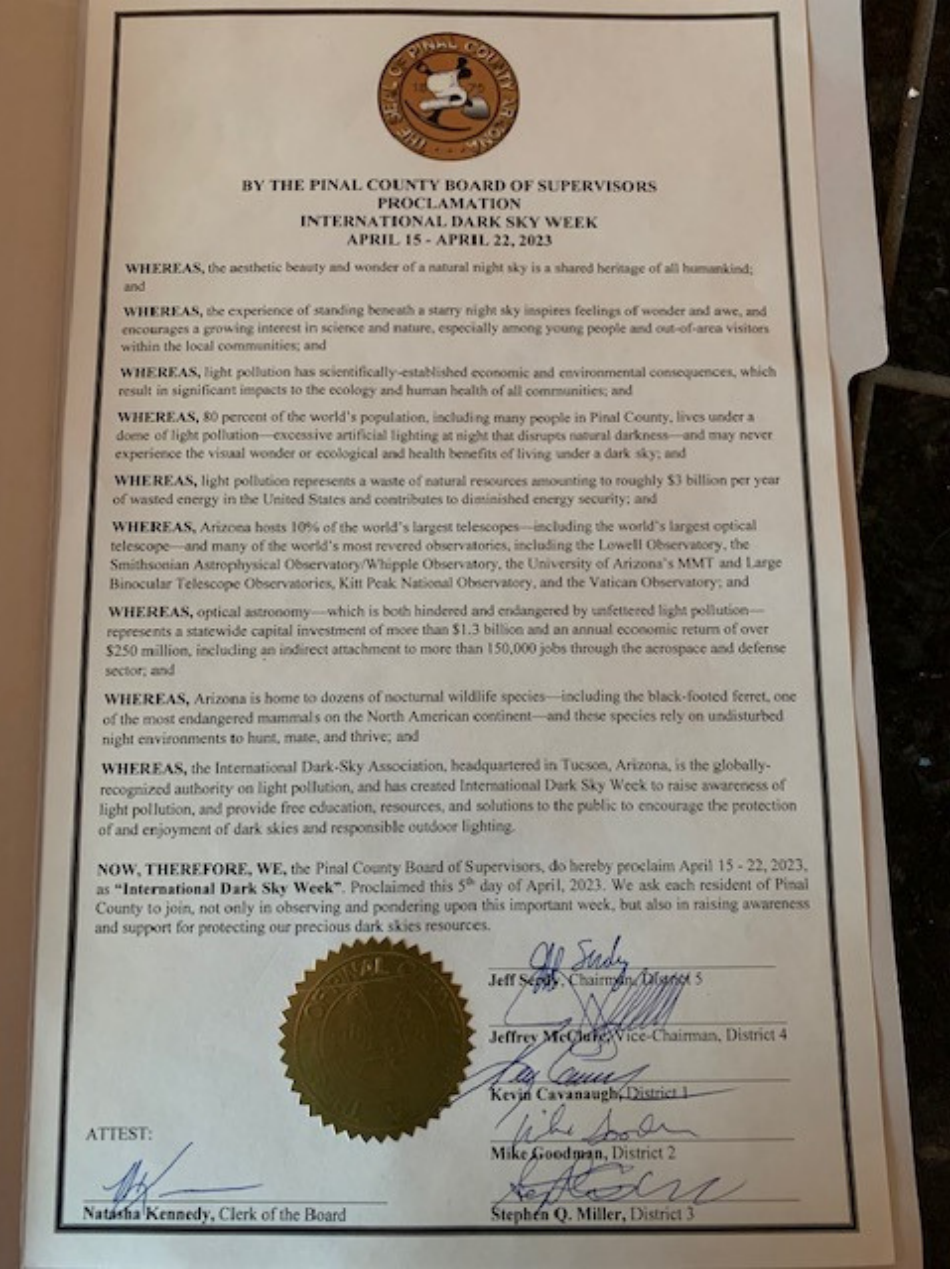 THE SEAL OF PINAL COUNTY ARIZONA
1875
BY THE PINAL COUNTY BOARD OF SUPERVISORS
PROCLAMATION
INTERNATIONAL DARK SKY WEEK
APRIL 15 - APRIL 22, 2023
WHEREAS, the aesthetic beauty and wonder of a natural night sky is a shared heritage of all humankind;
and
WHEREAS, the experience of standing beneath a starry night sky inspires feelings of wonder and awe, and
encourages a growing interest in science and nature, especially among young people and out-of-area visitors
within the local communities; and
WHEREAS, light pollution has scientifically-established economic and environmental consequences, which
result in significant impacts to the ecology and human health of all communities; and
WHEREAS, 80 percent of the world's population, including many people in Pinal County, lives under a
dome of light pollution—excessive artificial lighting at night that disrupts natural darkness—and may never
experience the visual wonder or ecological and health benefits of living under a dark sky; and
WHEREAS, light pollution represents a waste of natural resources amounting to roughly $3 billion per year
of wasted energy in the United States and contributes to diminished energy security; and
WHEREAS, Arizona hosts 10% of the world's largest telescopes—including the world's largest optical
telescope—and many of the world's most revered observatories, including the Lowell Observatory, the
Smithsonian Astrophysical Observatory/Whipple Observatory, the University of Arizona's MMT and Large
Binocular Telescope Observatories, Kitt Peak National Observatory, and the Vatican Observatory; and
WHEREAS, optical astronomy—which is both hindered and endangered by unfettered light pollution—
represents a statewide capital investment of more than $1.3 billion and an annual economic return of over
$250 million, including an indirect attachment to more than 150,000 jobs through the aerospace and defense
sector; and
WHEREAS, Arizona is home to dozens of nocturnal wildlife species—including the black-footed ferret, one
of the most endangered mammals on the North American continent—and these species rely on undisturbed
night environments to hunt, mate, and thrive; and
WHEREAS, the International Dark-Sky Association, headquartered in Tucson, Arizona, is the globally-
recognized authority on light pollution, and has created International Dark Sky Week to raise awareness of
light pollution, and provide free education, resources, and solutions to the public to encourage the protection
of and enjoyment of dark skies and responsible outdoor lighting.
NOW, THEREFORE, WE, the Pinal County Board of Supervisors, do hereby proclaim April 15 - 22, 2023,
as "International Dark Sky Week". Proclaimed this 5th day of April, 2023. We ask each resident of Pinal
County to join, not only in observing and pondering upon this important week, but also in raising awareness
and support for protecting our precious dark skies resources.
Jeff Serdy, Chairman, District 5
Jeffrey McClure, Vice-Chairman, District 4
Kevin Cavanaugh, District 1
Mike Goodman, District 2
Stephen Q. Miller, District 3
ATTEST:
Natasha Kennedy, Clerk of the Board